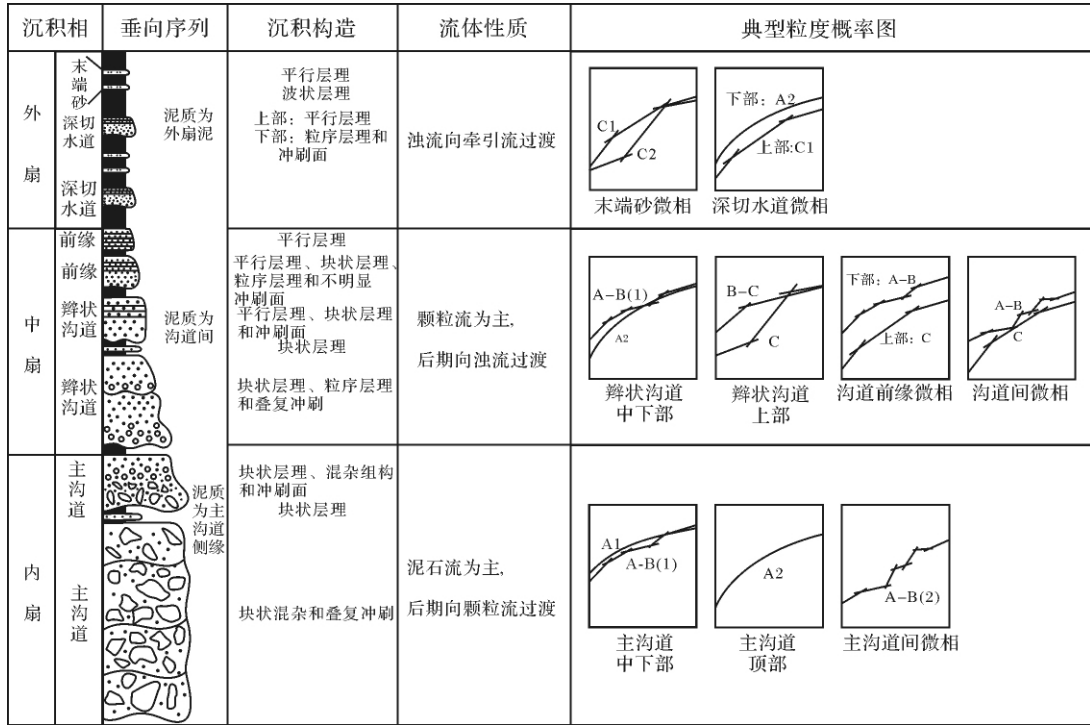 沉积相
垂向序列
沉积构造
流体性质
典型粒度概率图
外
扇
末
端
砂
深切
水道
深切
水道
泥质为
外扇泥
平行层理
波状层理
上部：平行层理
下部：粒序层理和
冲刷面
浊流向牵引流过渡
C1
C2
末端砂微相
下部：A2
上部:C1
深切水道微相
中
扇
前缘
前缘
辫状
沟道
辫状
沟道
泥质为
沟道间
平行层理
平行层理、块状层理、
粒序层理和不明显
冲刷面
平行层理、块状层理
和冲刷面
块状层理
块状层理、粒序层理
和叠复冲刷
颗粒流为主，
后期向浊流过渡
A-B(1)
A2
辫状沟道
中下部
B-C
C
辫状沟道
上部
下部：A-B
上部：C
沟道前缘微相
A-B
C
沟道间微相
内
扇
主
沟
道
主
沟
道
泥质
为主
沟道
侧缘
块状层理、混杂组构
和冲刷面
块状层理
块状混杂和叠复冲刷
泥石流为主，
后期向颗粒流过渡
A1
A-B(1)
主沟道
中下部
A2
主沟道
顶部
A-B(2)
主沟道间微相